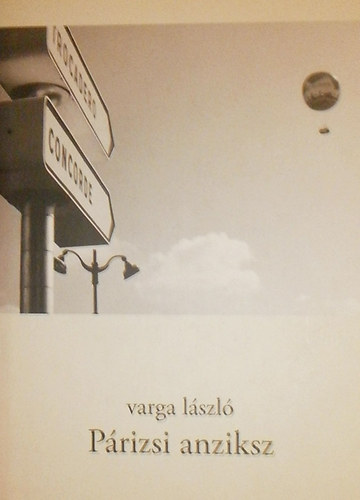 TROCADERO
CONCORDE
varga lászló
Párizsi anziksz